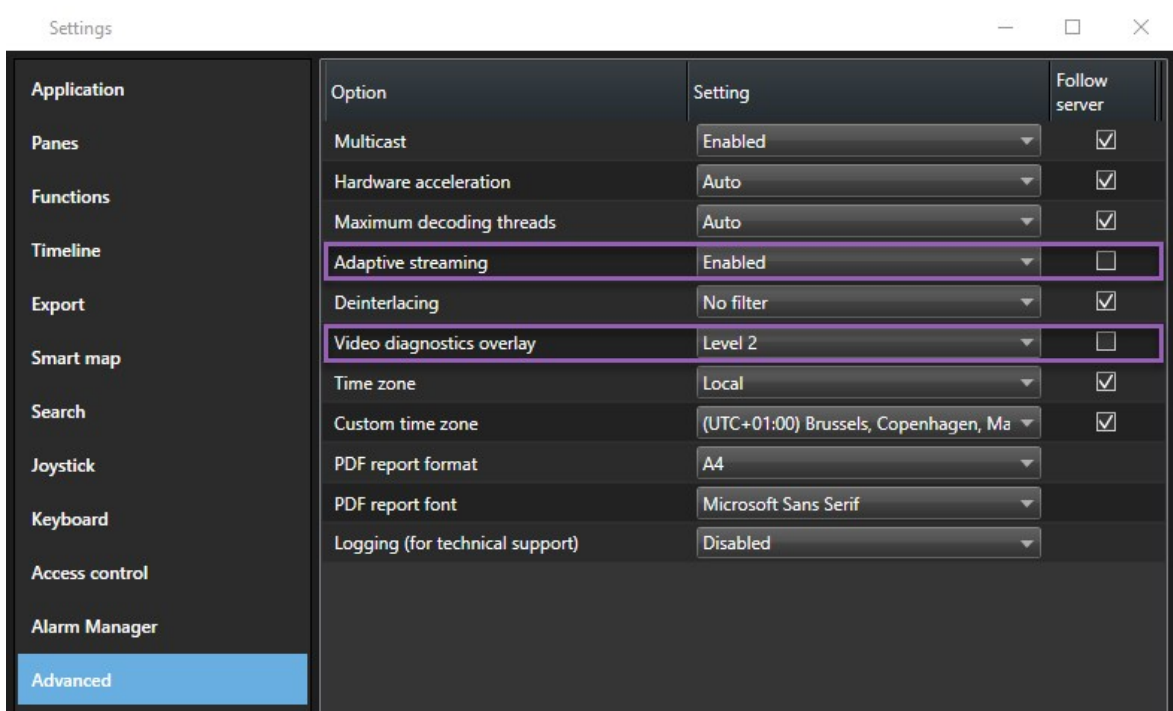 Settings
Application
Panes
Functions
Timeline
Export
Smart map
Search
Joystick
Keyboard
Access control
Alarm Manager
Advanced
Option Setting Follow server
Multicast Enabled
Hardware acceleration Auto
Maximum decoding threads Auto
Adaptive streaming Enabled
Deinterlacing No filter
Video diagnostics overlay Level 2
Time zone Local
Custom time zone (UTC+01:00) Brussels, Copenhagen, Ma
PDF report format A4
PDF report font Microsoft Sans Serif
Logging (for technical support) Disabled